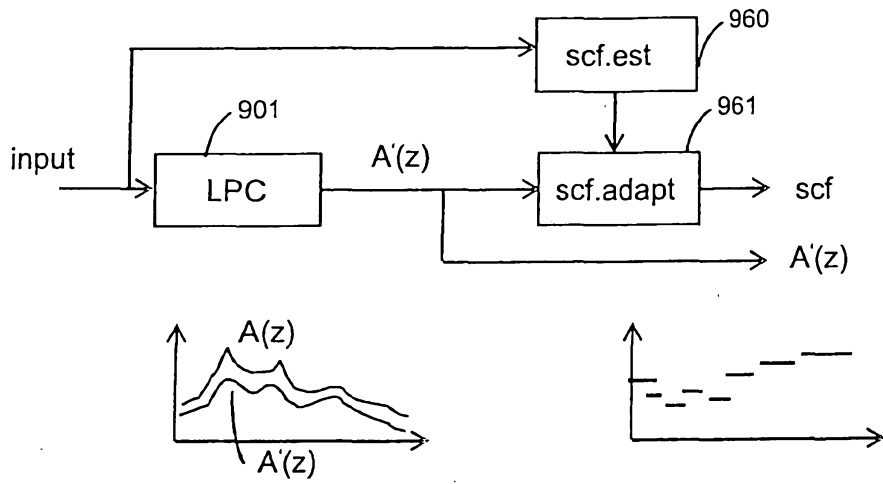 960
scf.est
901
961
input
A'(z)
LPC
scf.adapt
scf
A'(z)
A(z)
A'(z)